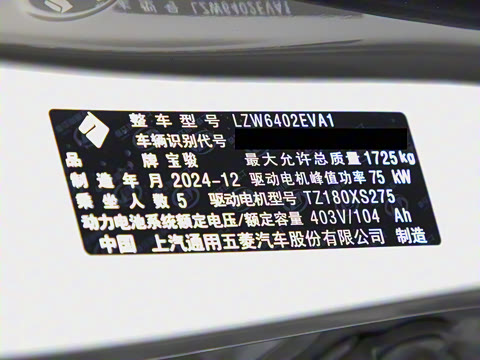 LZW6402EVA1
整车型号 LZW6402EVA1
车辆识别代号
品牌 宝骏 最大允许总质量 1725kg
制造年月 2024-12 驱动电机峰值功率 75 kW
乘坐人数 5 驱动电机型号 TZ180XS275
动力电池系统额定电压/额定容量 403V/104 Ah
中国 上汽通用五菱汽车股份有限公司 制造